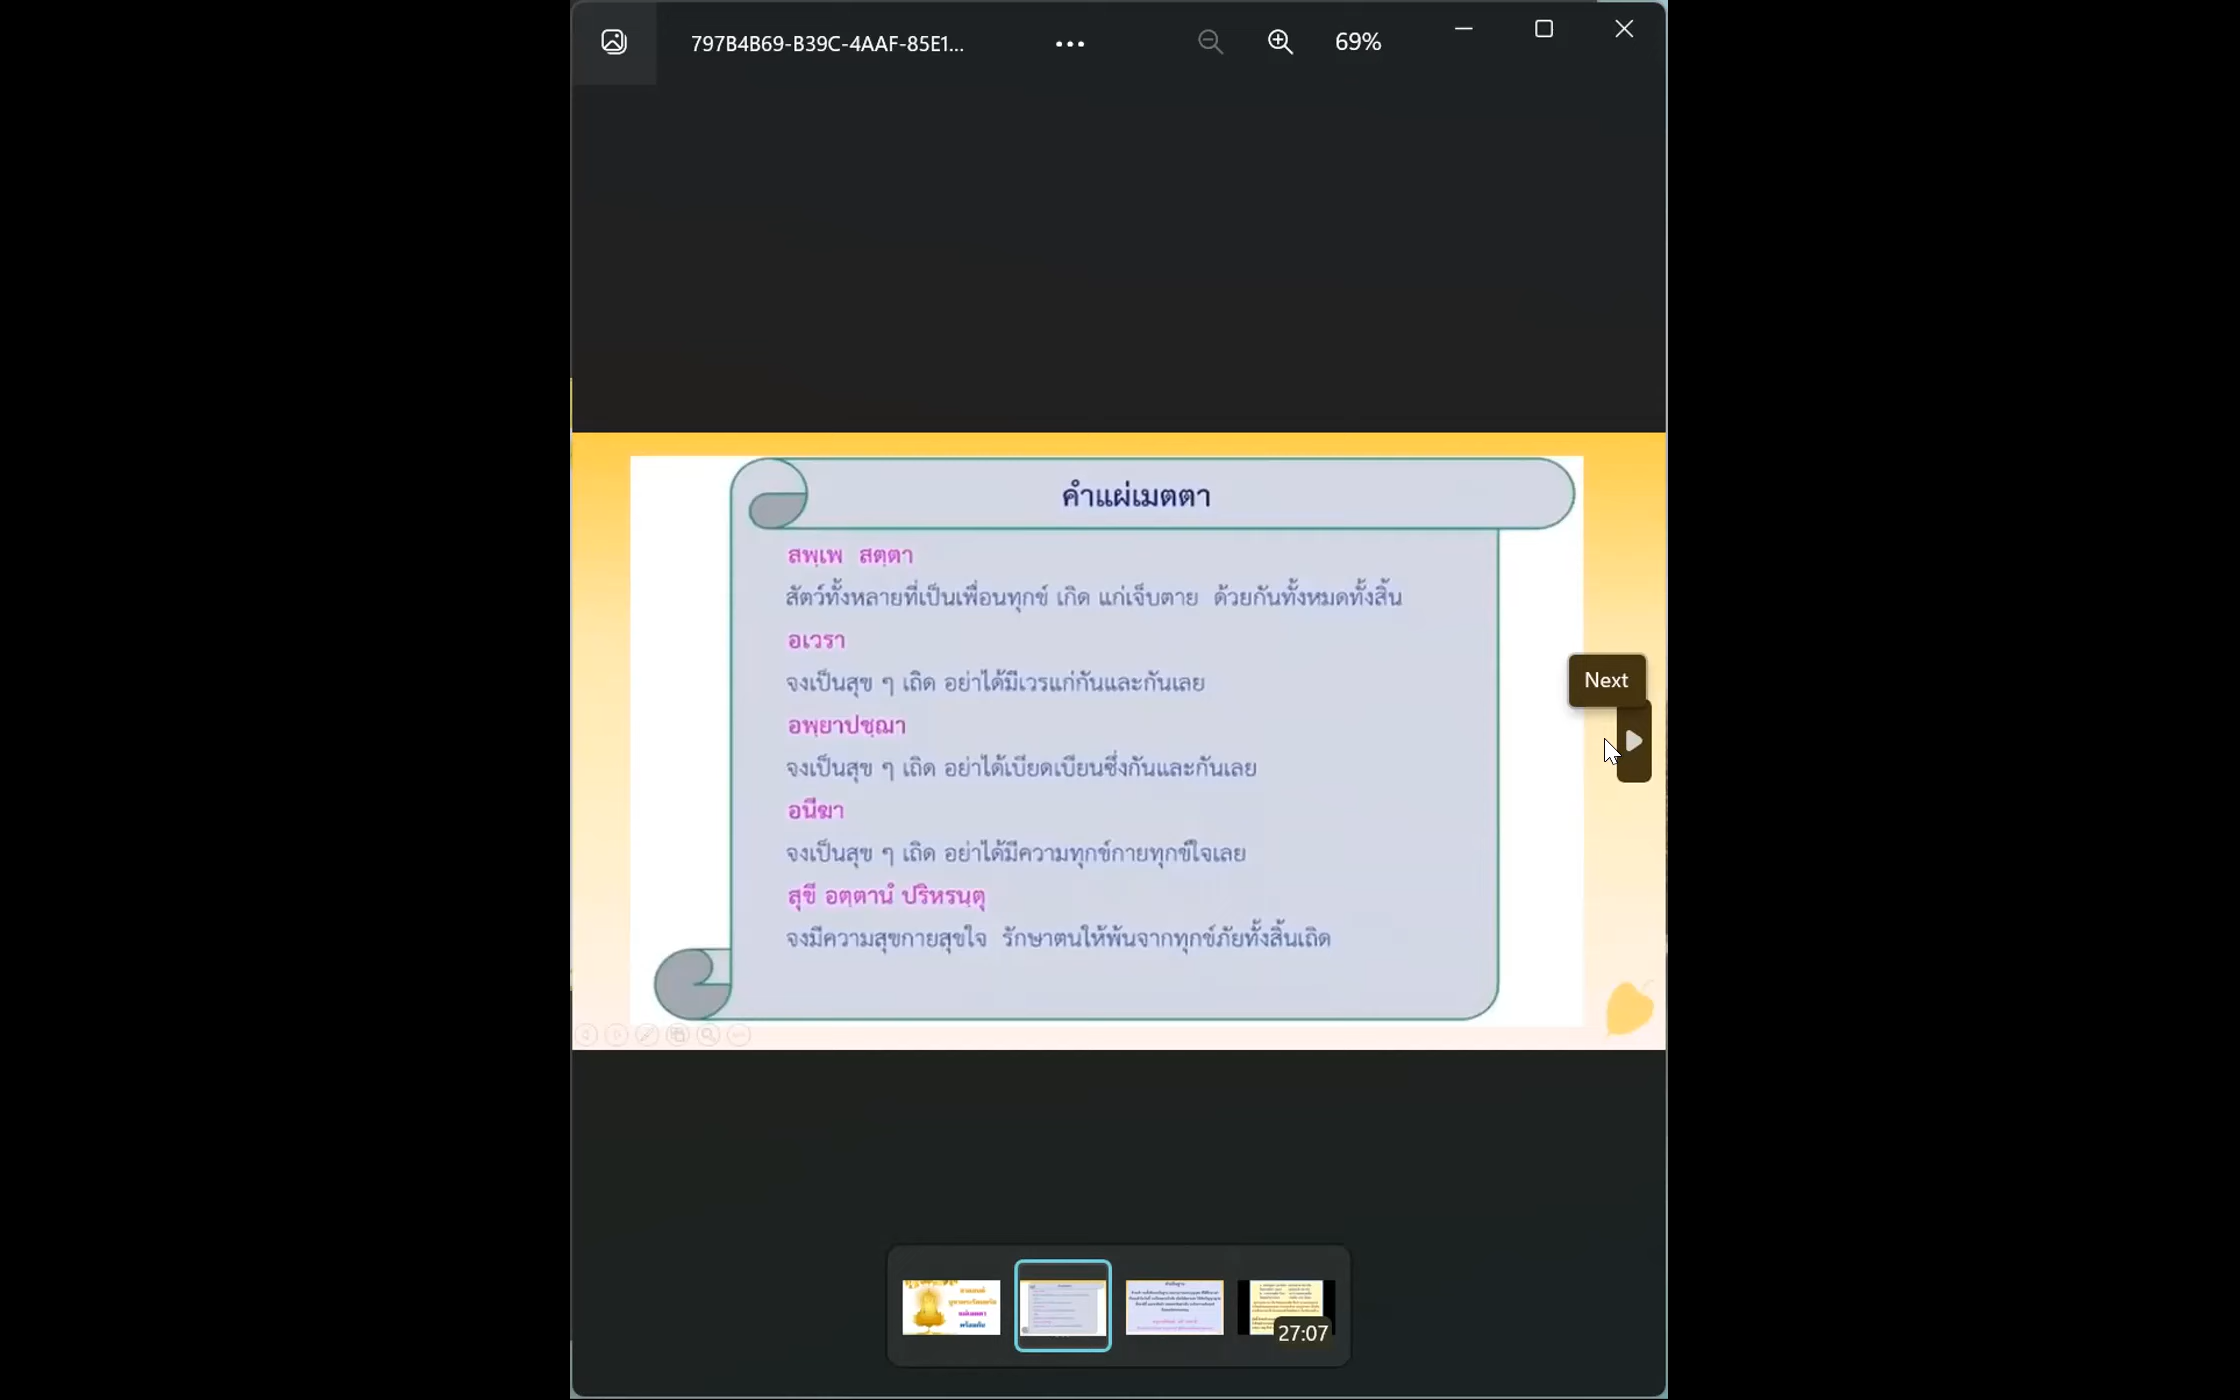 797B4B69-B39C-4AAF-85E1...
69%
คำแผ่เมตตา
สพฺเพ สตฺตา
สัตว์ทั้งหลายที่เป็นเพื่อนทุกข์ เกิด แก่เจ็บตาย ด้วยกันทั้งหมดทั้งสิ้น
อเวรา
จงเป็นสุข ๆ เถิด อย่าได้มีเวรแก่กันและกันเลย
อพฺยาปชฺฌา
จงเป็นสุข ๆ เถิด อย่าได้เบียดเบียนซึ่งกันและกันเลย
อนีฆา
จงเป็นสุข ๆ เถิด อย่าได้มีความทุกข์กายทุกข์ใจเลย
สุขี อตฺตานํ ปริหรนฺตุ
จงมีความสุขกายสุขใจ รักษาตนให้พ้นจากทุกข์ภัยทั้งสิ้นเถิด
Next
27:07